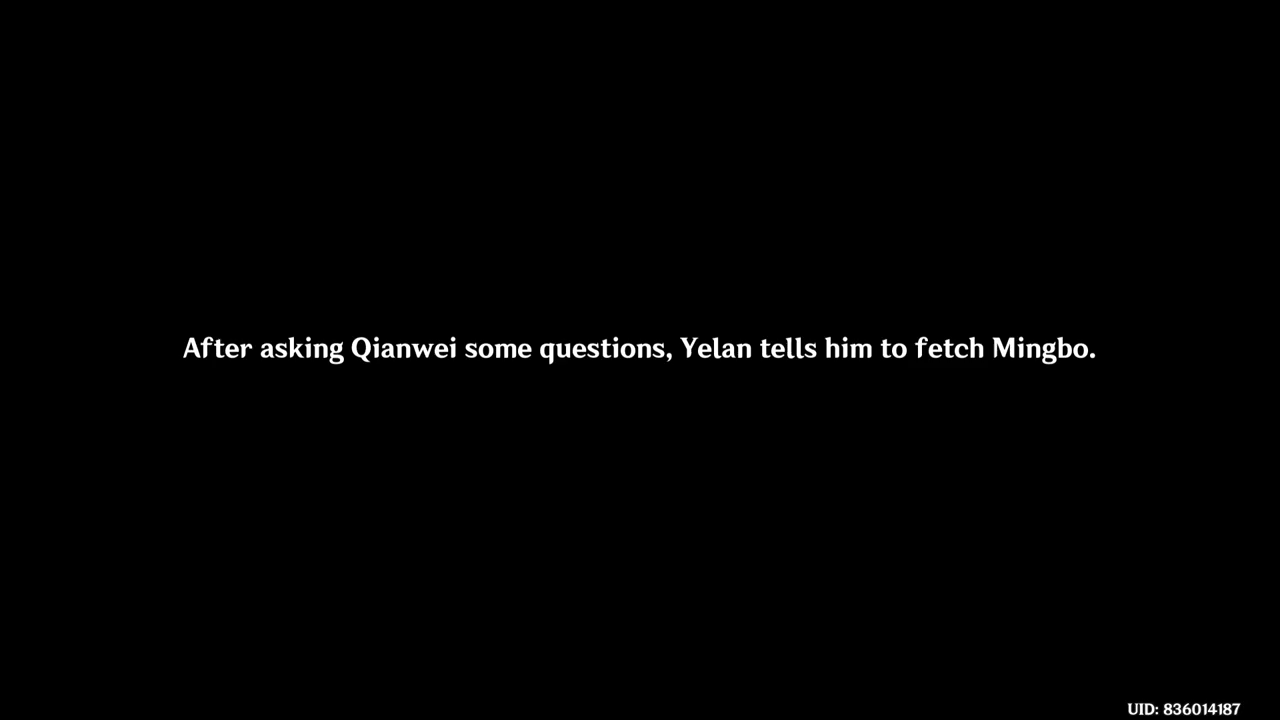 After asking Qianwei some questions, Yelan tells him to fetch Mingbo.
UID: 836014187